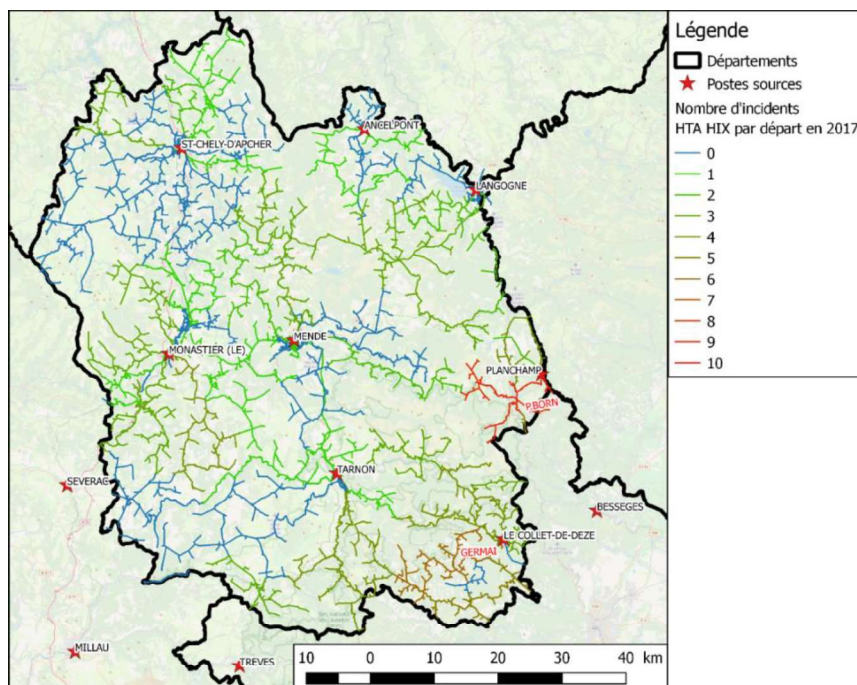 Légende
Départements
Postes sources
Nombre d'incidents
HTA HIX par départ en 2017
0
1
2
3
4
5
6
7
8
9
10
ANCELPONT
ST-CHELY-D'APCHER
LANGOGNE
MENDE
MONASTIER (LE)
PLANCHAMP
P.BORN
TARNON
SEVERAC
BESSEGES
LE COLLET-DE-DEZE
GERMAI
MILLAU
TREVES
10 0 10 20 30 40 km